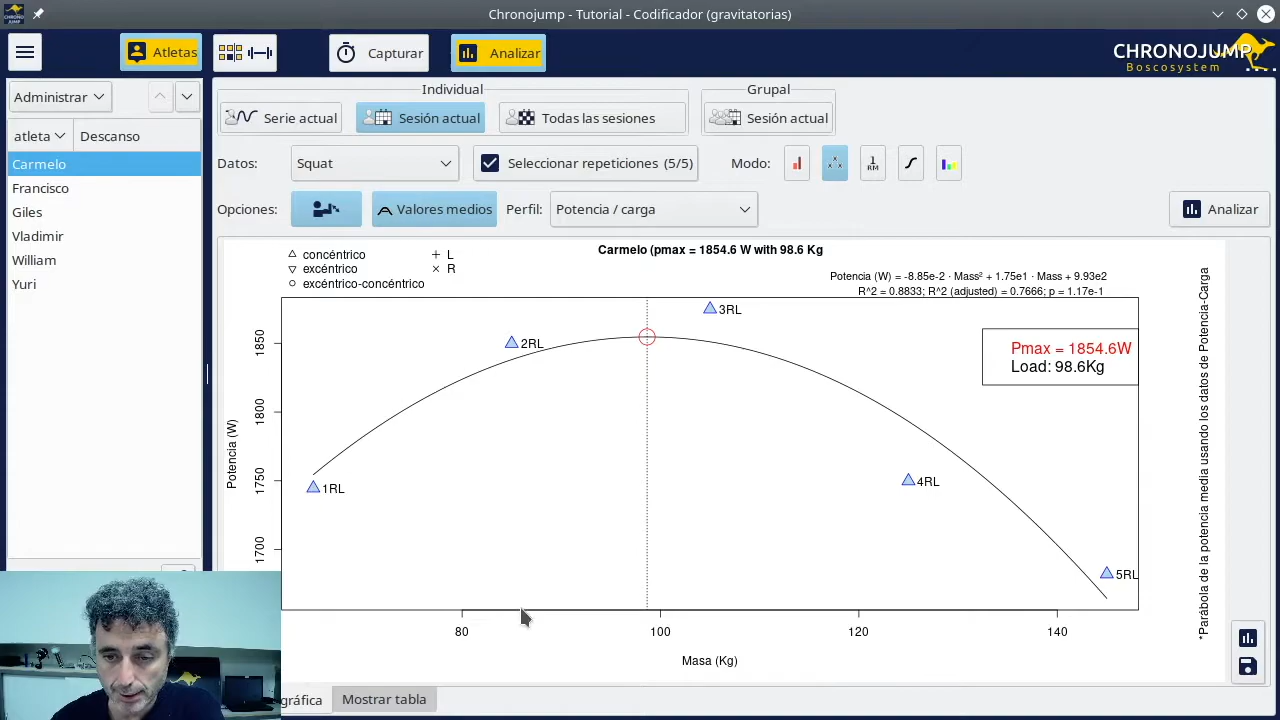 Chronojump - Tutorial - Codificador (gravitatorias)
CHRONOJUMP
Atletas
Capturar
Analizar
CHRONOJUMP
Boscosystem
Administrar
Individual
Grupal
Serie actual
Sesión actual
Todas las sesiones
Sesión actual
atleta Descanso
Carmelo
Francisco
Giles
Vladimir
William
Yuri
Datos: Squat
Seleccionar repeticiones (5/5)
Modo:
1
RM
Opciones:
Valores medios
Perfil: Potencia / carga
Analizar
Carmelo (pmax = 1854.6 W with 98.6 Kg
△ concéntrico + L
▽ excéntrico × R
○ excéntrico-concéntrico
Potencia (W) = -8.85e-2 · Mass² + 1.75e1 · Mass + 9.93e2
R^2 = 0.8833; R^2 (adjusted) = 0.7666; p = 1.17e-1
Pmax = 1854.6W
Load: 98.6Kg
1RL
2RL
3RL
4RL
5RL
Potencia (W)
1850
1800
1750
1700
80 100 120 140
Masa (Kg)
*Parábola de la potencia media usando los datos de Potencia-Carga
gráfica
Mostrar tabla